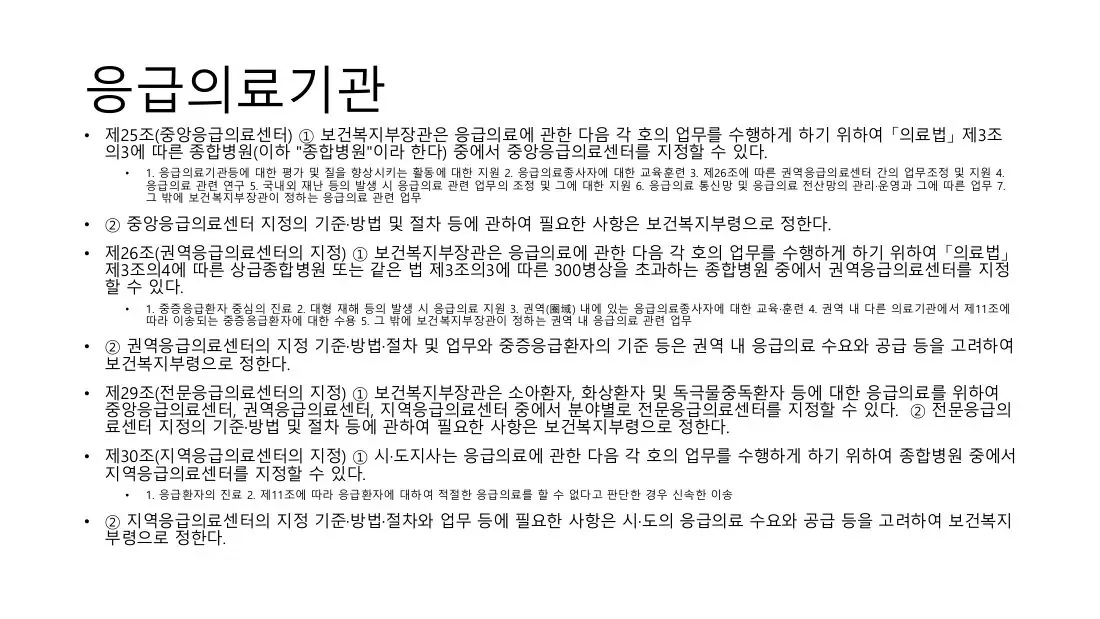 응급의료기관
• 제25조(중앙응급의료센터) ① 보건복지부장관은 응급의료에 관한 다음 각 호의 업무를 수행하게 하기 위하여 「의료법」 제3조
의3에 따른 종합병원(이하 "종합병원"이라 한다) 중에서 중앙응급의료센터를 지정할 수 있다.
• 1. 응급의료기관등에 대한 평가 및 질을 향상시키는 활동에 대한 지원 2. 응급의료종사자에 대한 교육훈련 3. 제26조에 따른 권역응급의료센터 간의 업무조정 및 지원 4.
응급의료 관련 연구 5. 국내외 재난 등의 발생 시 응급의료 관련 업무의 조정 및 그에 대한 지원 6. 응급의료 통신망 및 응급의료 전산망의 관리·운영과 그에 따른 업무 7.
그 밖에 보건복지부장관이 정하는 응급의료 관련 업무
• ② 중앙응급의료센터 지정의 기준·방법 및 절차 등에 관하여 필요한 사항은 보건복지부령으로 정한다.
• 제26조(권역응급의료센터의 지정) ① 보건복지부장관은 응급의료에 관한 다음 각 호의 업무를 수행하게 하기 위하여 「의료법」
제3조의4에 따른 상급종합병원 또는 같은 법 제3조의3에 따른 300병상을 초과하는 종합병원 중에서 권역응급의료센터를 지정
할 수 있다.
• 1. 중증응급환자 중심의 진료 2. 대형 재해 등의 발생 시 응급의료 지원 3. 권역(圈域) 내에 있는 응급의료종사자에 대한 교육·훈련 4. 권역 내 다른 의료기관에서 제11조에
따라 이송되는 중증응급환자에 대한 수용 5. 그 밖에 보건복지부장관이 정하는 권역 내 응급의료 관련 업무
• ② 권역응급의료센터의 지정 기준·방법·절차 및 업무와 중증응급환자의 기준 등은 권역 내 응급의료 수요와 공급 등을 고려하여
보건복지부령으로 정한다.
• 제29조(전문응급의료센터의 지정) ① 보건복지부장관은 소아환자, 화상환자 및 독극물중독환자 등에 대한 응급의료를 위하여
중앙응급의료센터, 권역응급의료센터, 지역응급의료센터 중에서 분야별로 전문응급의료센터를 지정할 수 있다. ② 전문응급의
료센터 지정의 기준·방법 및 절차 등에 관하여 필요한 사항은 보건복지부령으로 정한다.
• 제30조(지역응급의료센터의 지정) ① 시·도지사는 응급의료에 관한 다음 각 호의 업무를 수행하게 하기 위하여 종합병원 중에서
지역응급의료센터를 지정할 수 있다.
• 1. 응급환자의 진료 2. 제11조에 따라 응급환자에 대하여 적절한 응급의료를 할 수 없다고 판단한 경우 신속한 이송
• ② 지역응급의료센터의 지정 기준·방법·절차와 업무 등에 필요한 사항은 시·도의 응급의료 수요와 공급 등을 고려하여 보건복지
부령으로 정한다.